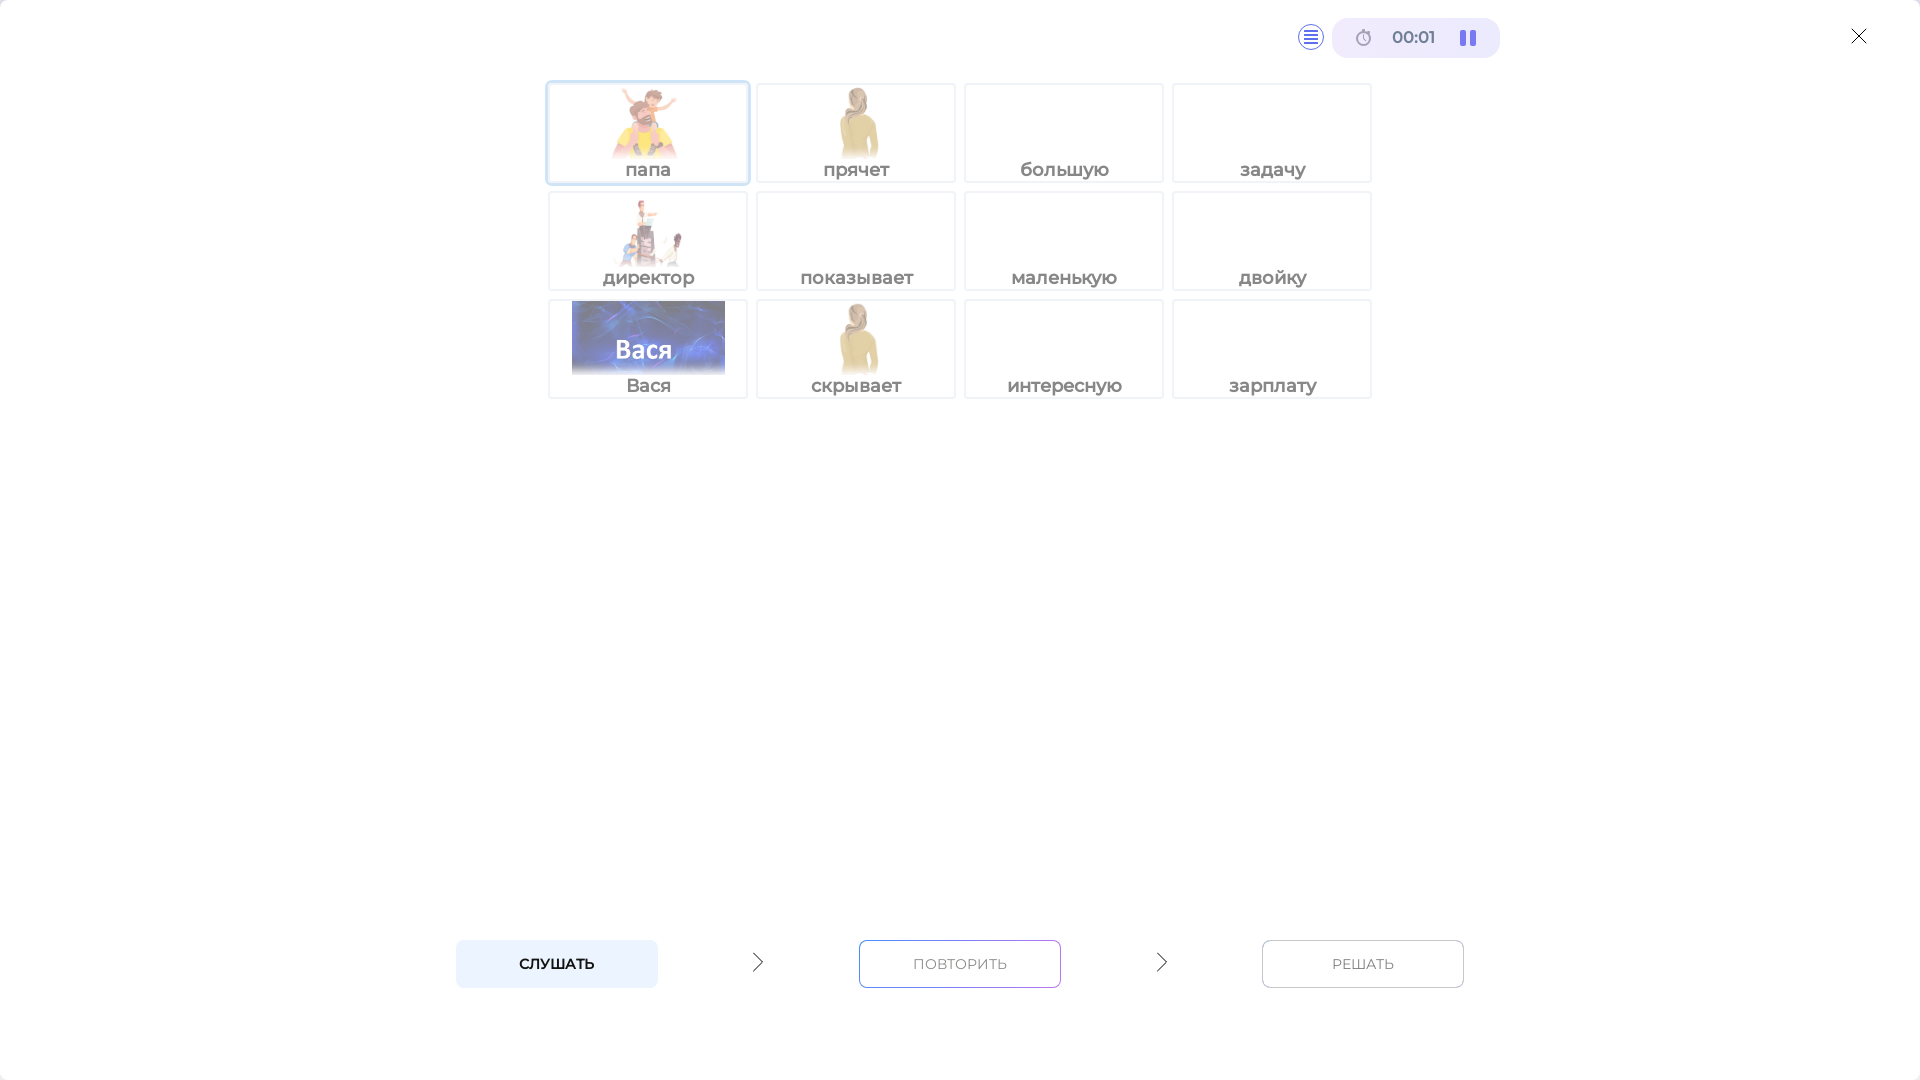 00:01
папа прячет большую задачу
директор показывает маленькую двойку
Вася
Вася скрывает интересную зарплату
СЛУШАТЬ ПОВТОРИТЬ РЕШАТЬ